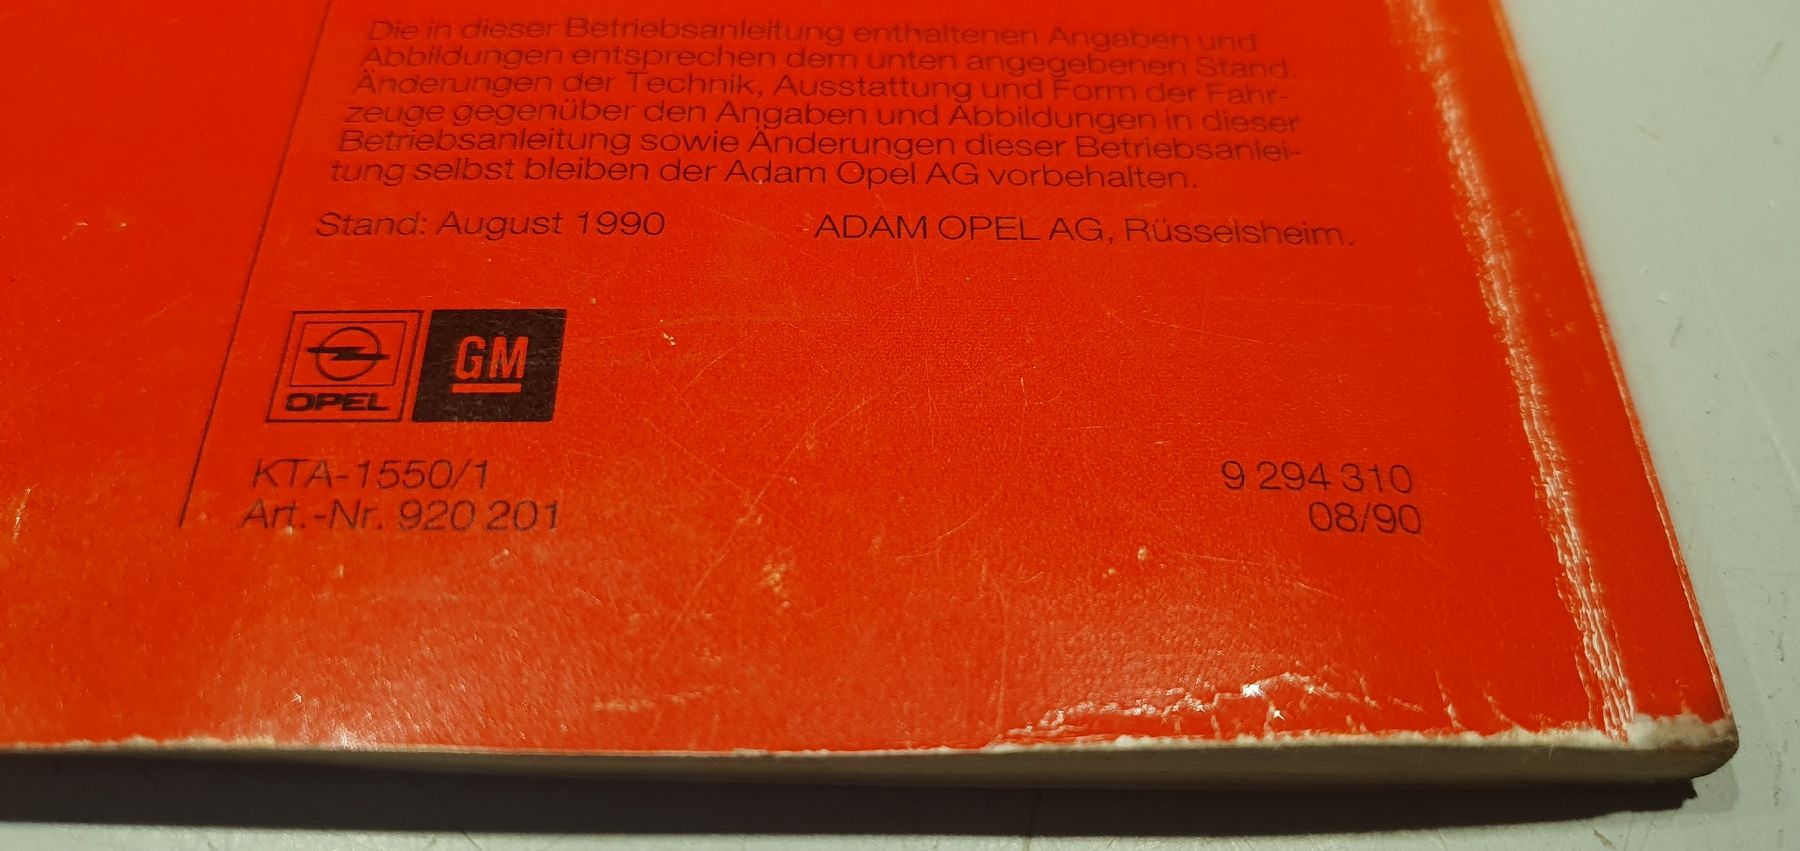 Die in dieser Betriebsanleitung enthaltenen Angaben und
Abbildungen entsprechen dem unten angegebenen Stand.
Änderungen der Technik, Ausstattung und Form der Fahr-
zeuge gegenüber den Angaben und Abbildungen in dieser
Betriebsanleitung sowie Änderungen dieser Betriebsanlei-
tung selbst bleiben der Adam Opel AG vorbehalten.
Stand: August 1990 ADAM OPEL AG, Rüsselsheim.
OPEL GM
KTA-1550/1 9 294 310
Art.-Nr. 920 201 08/90